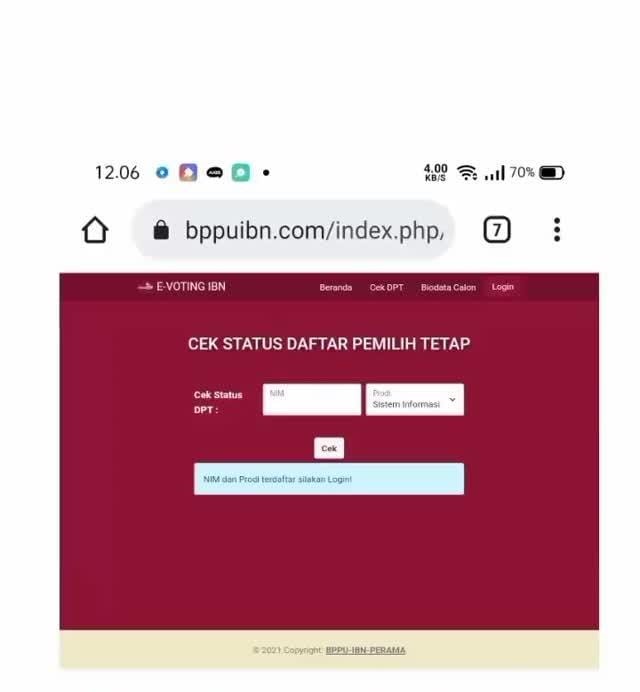 12.06
4.00
KB/S
70%
bppuibn.com/index.php/
7
E-VOTING IBN
Beranda
Cek DPT
Biodata Calon
Login
CEK STATUS DAFTAR PEMILIH TETAP
Cek Status
DPT :
NIM
Prodi
Sistem Informasi
Cek
NIM dan Prodi terdaftar silakan Login!
© 2021 Copyright: BPPU-IBN-PERAMA